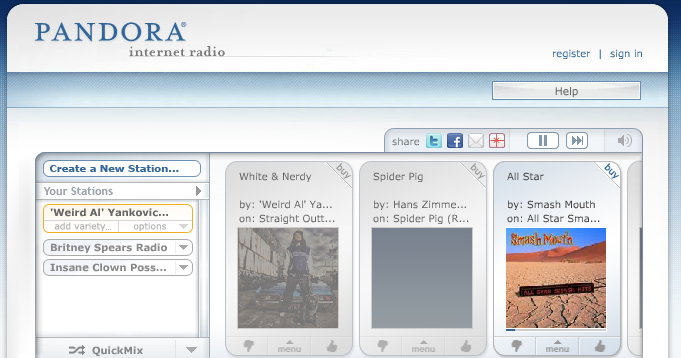 PANDORA®
internet radio
register | sign in
Help
share
Create a New Station...
Your Stations
'Weird Al' Yankovic...
add variety...
options
Britney Spears Radio
Insane Clown Poss...
QuickMix
White & Nerdy
buy
by: 'Weird Al' Ya...
on: Straight Outt...
menu
Spider Pig
buy
by: Hans Zimme...
on: Spider Pig (R...
menu
All Star
buy
by: Smash Mouth
on: All Star Sma...
Smash Mouth
ALL STAR SMASH HITS
menu